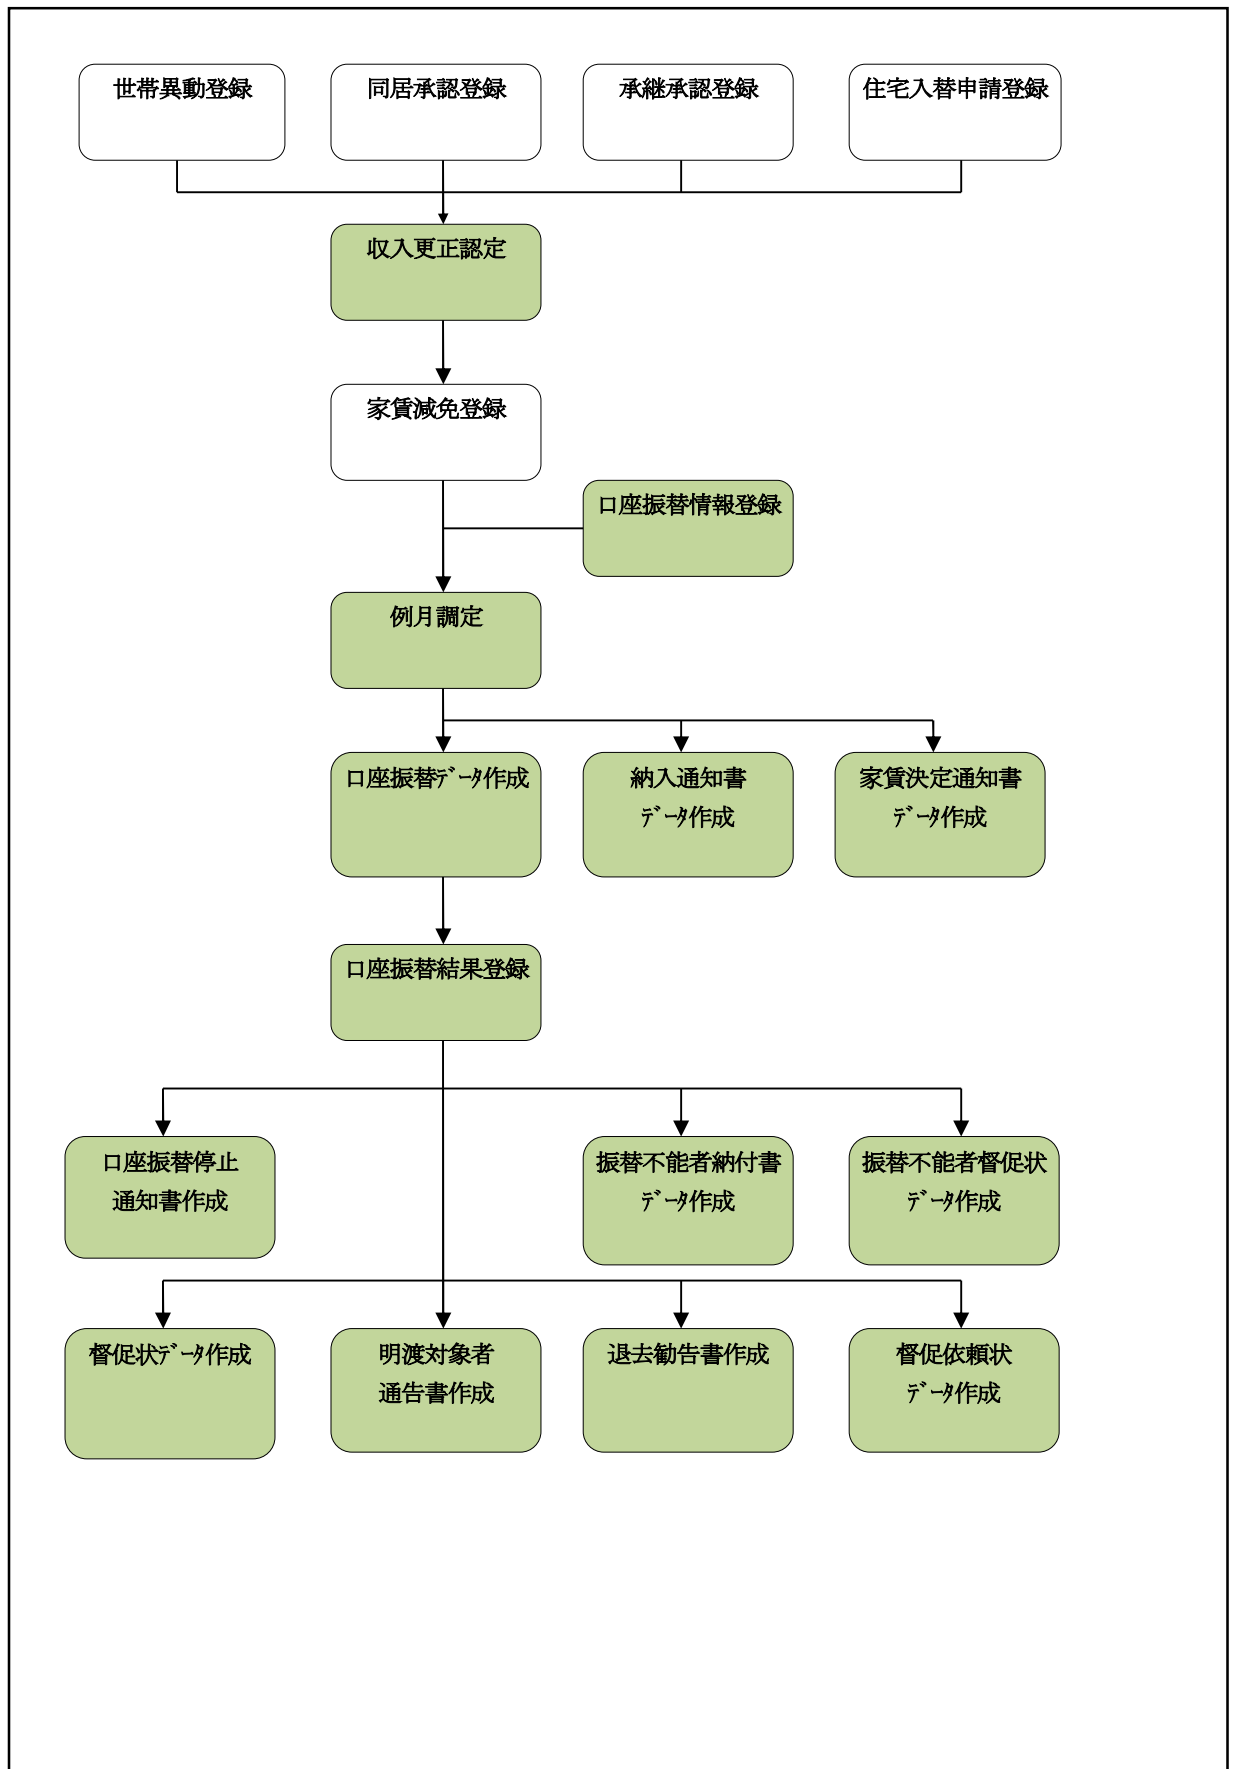 世帯異動登録
同居承認登録
承継承認登録
住宅入替申請登録
収入更正認定
家賃減免登録
口座振替情報登録
例月調定
口座振替ﾃﾞｰﾀ作成
納入通知書
ﾃﾞｰﾀ作成
家賃決定通知書
ﾃﾞｰﾀ作成
口座振替結果登録
口座振替停止
通知書作成
振替不能者納付書
ﾃﾞｰﾀ作成
振替不能者督促状
ﾃﾞｰﾀ作成
督促状ﾃﾞｰﾀ作成
明渡対象者
通告書作成
退去勧告書作成
督促依頼状
ﾃﾞｰﾀ作成